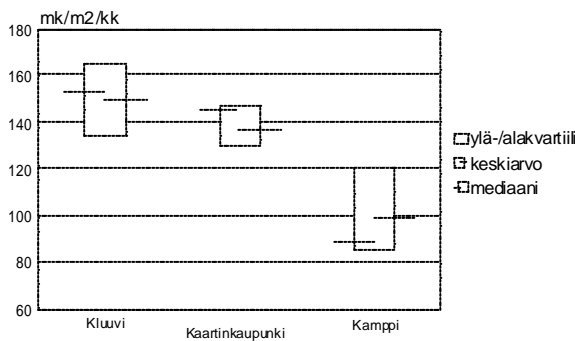 mk/m2/kk
180
160
140
120
100
80
60
Kluuvi
Kaartinkaupunki
Kamppi
ylä-/alakvartiili
keskiarvo
mediaani